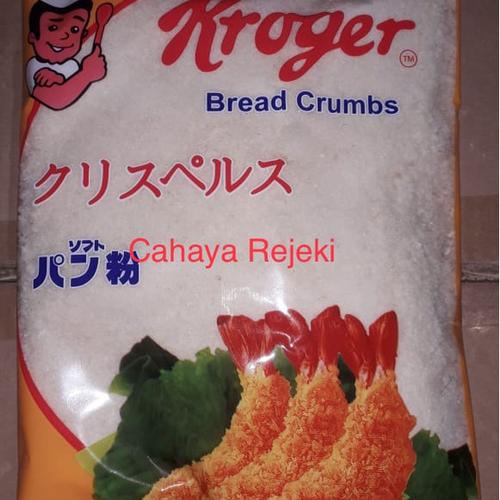 Kroger
TM
Bread Crumbs
クリスペルス
ソフト
パン粉
Cahaya Rejeki